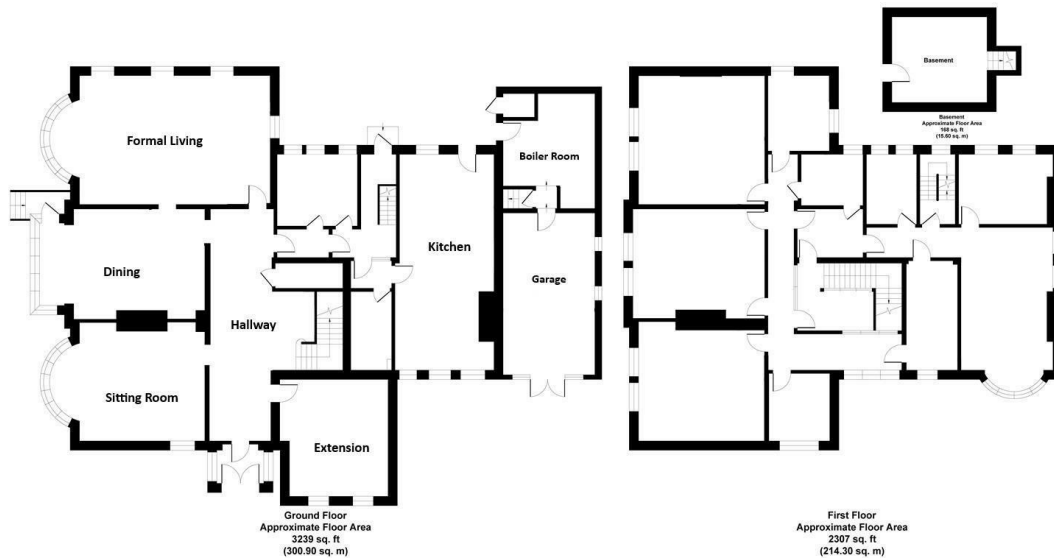 Formal Living
Dining
Hallway
Sitting Room
Extension
Kitchen
Boiler Room
Garage
Ground Floor
Approximate Floor Area
3239 sq. ft
(300.90 sq. m)
Basement
Basement
Approximate Floor Area
168 sq. ft
(15.60 sq. m)
First Floor
Approximate Floor Area
2307 sq. ft
(214.30 sq. m)